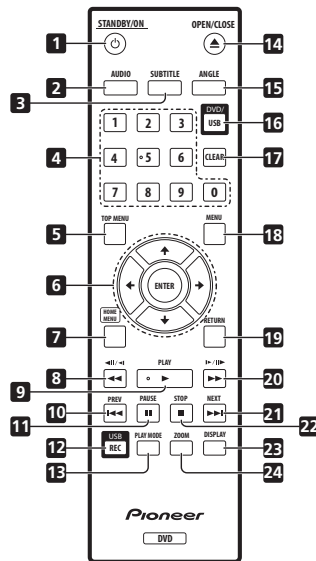 STANDBY/ON OPEN/CLOSE
1 14
AUDIO SUBTITLE ANGLE
2 15
3
DVD/
USB
16
1 2 3
4 4 5 6 CLEAR 17
7 8 9 0
5 TOP MENU MENU 18
6 ENTER
HOME
MENU
RETURN
7 19
PLAY
8 20
9
PREV PAUSE STOP NEXT
10 21
11 22
USB
REC
PLAY MODE ZOOM DISPLAY
12 23
13 24
Pioneer
DVD